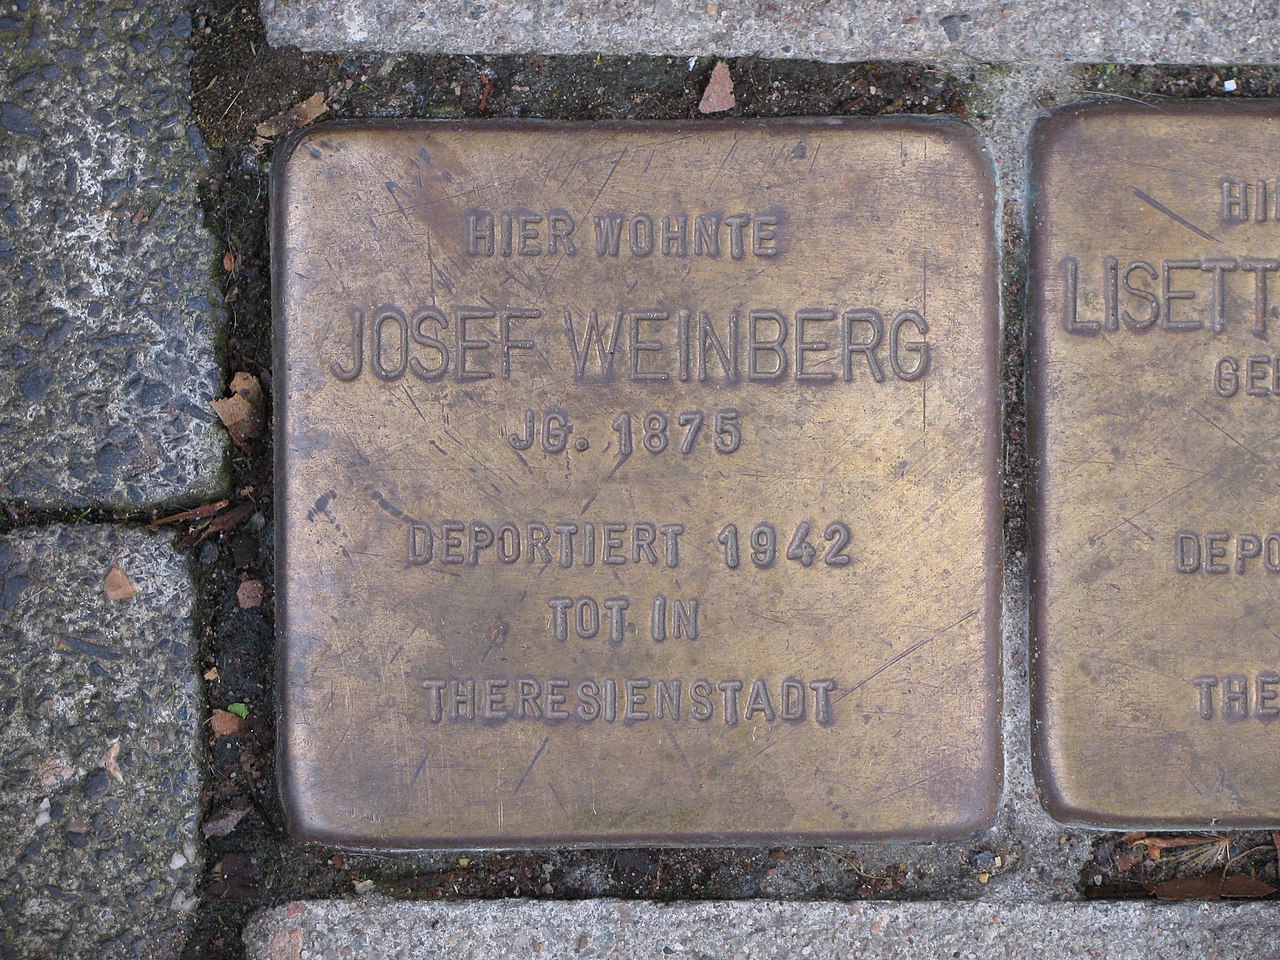 HIER WOHNTE
JOSEF WEINBERG
JG. 1875
DEPORTIERT 1942
TOT IN
THERESIENSTADT